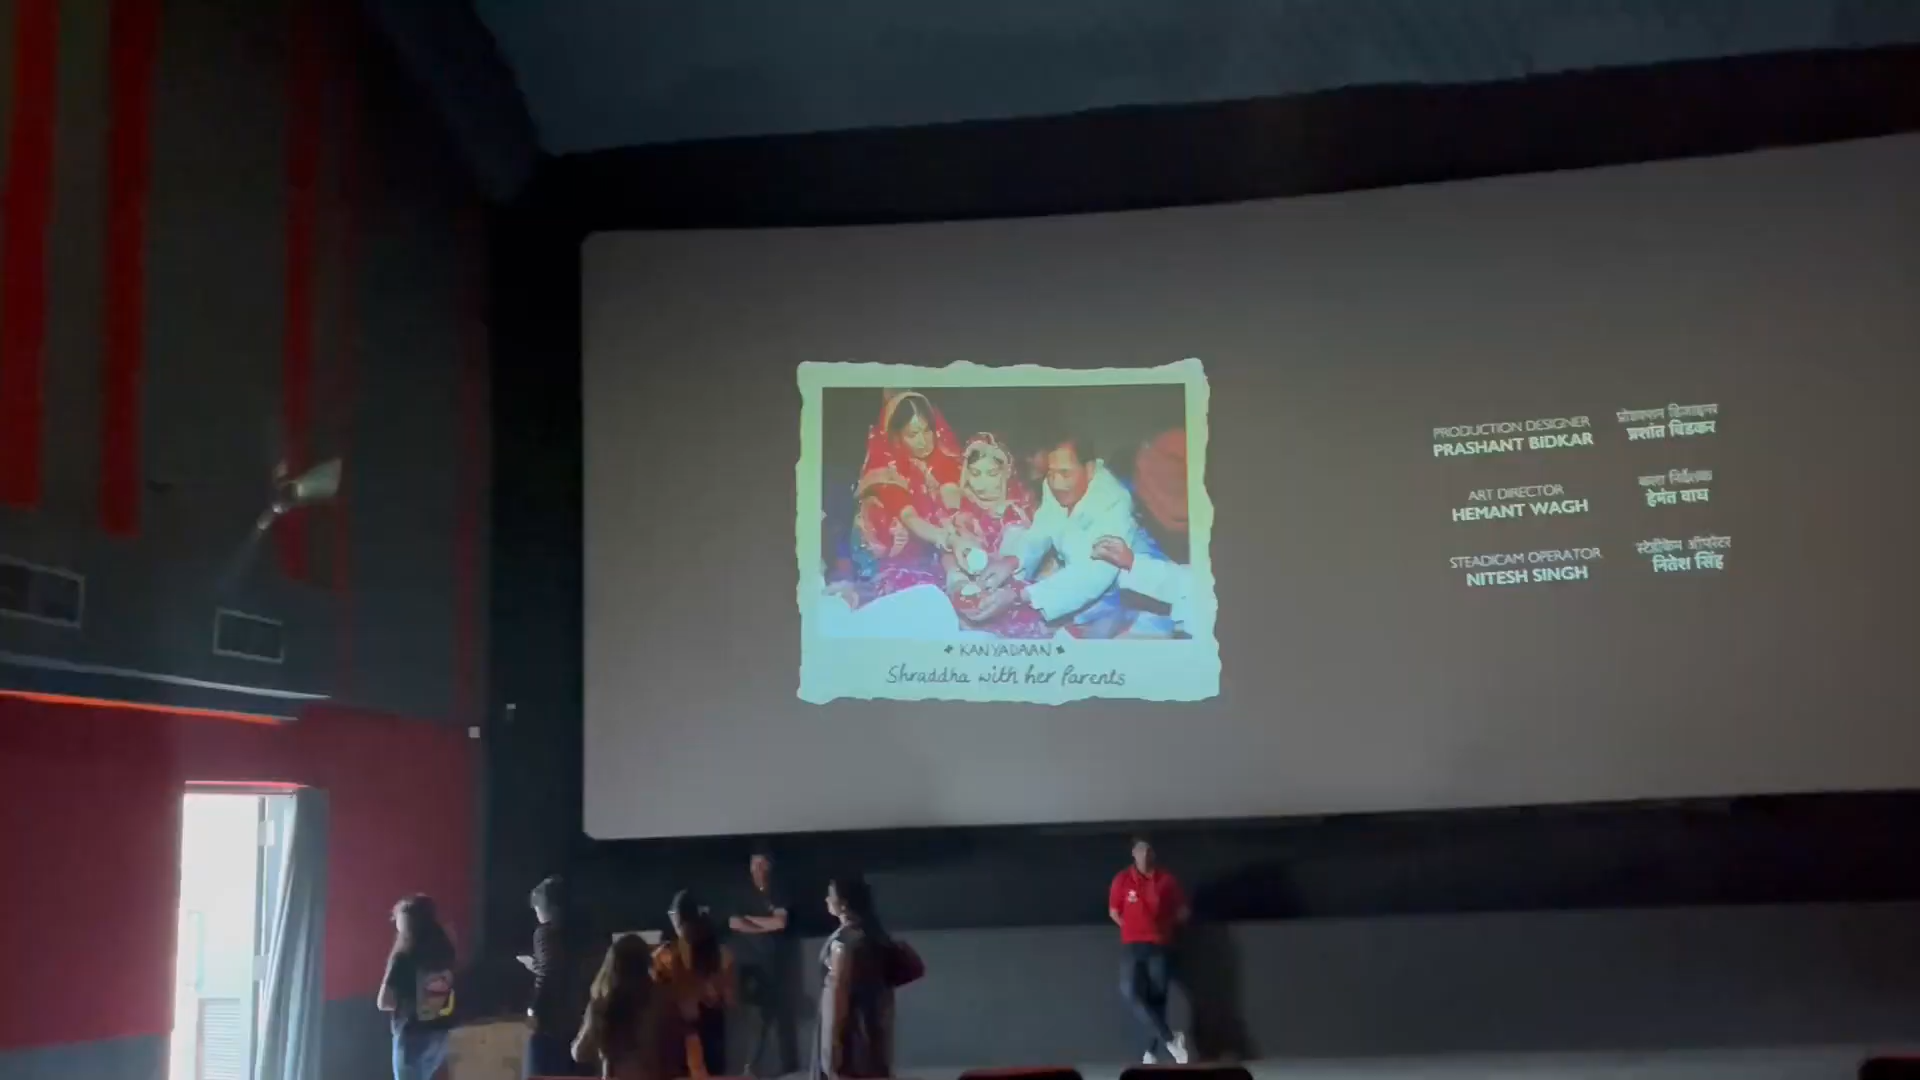 KANYADAAN
Shraddha with her Parents
PRODUCTION DESIGNER
PRASHANT BIDKAR
प्रोडक्शन डिजाइनर
प्रशांत बिडकर
ART DIRECTOR
HEMANT WAGH
कला निर्देशक
हेमंत वाघ
STEADICAM OPERATOR
NITESH SINGH
स्टेडीकैम ऑपरेटर
नितेश सिंह